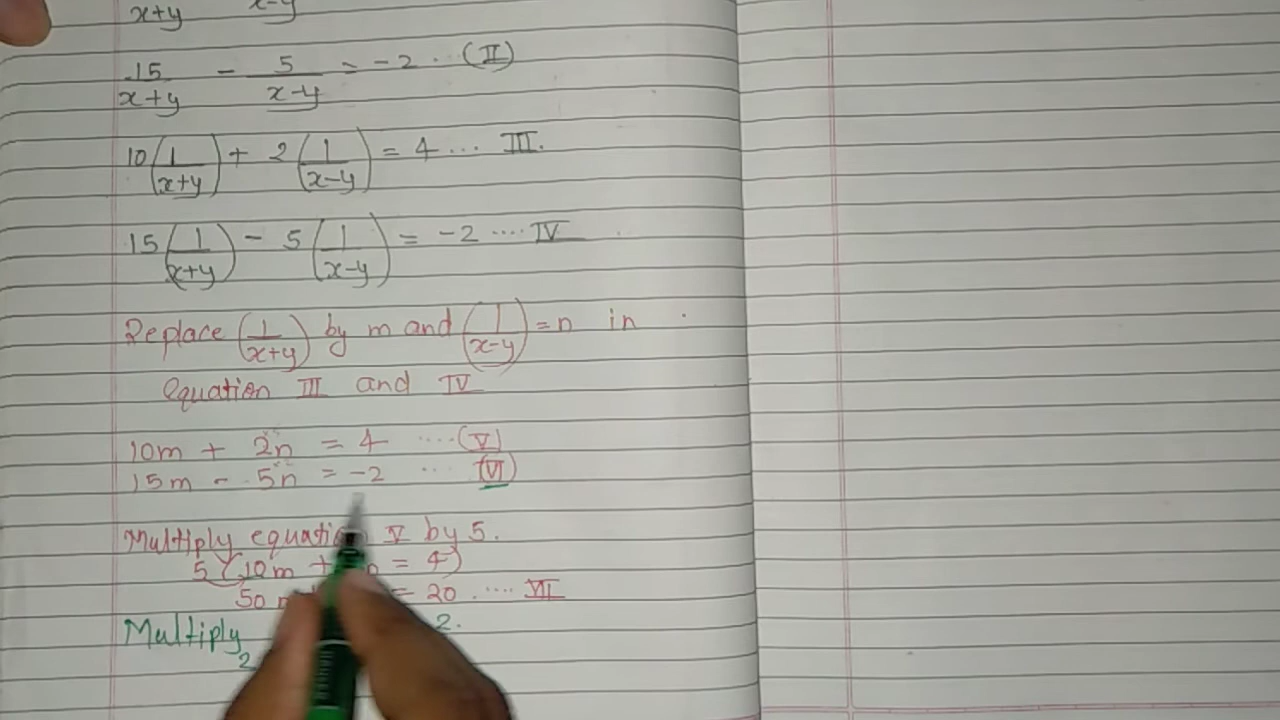 x+y x-y
15/x+y - 5/x-y = -2 .. (II)
10(1/x+y) + 2(1/x-y) = 4 ... III.
15(1/x+y) - 5(1/x-y) = -2 .... IV
Replace (1/x+y) by m and (1/x-y) = n in
equation III and IV
10m + 2n = 4 .... (V)
15m - 5n = -2 ... (VI)
Multiply equation V by 5.
5(10m + n = 4)
50 = 20 .... VII
Multiply 2.
2